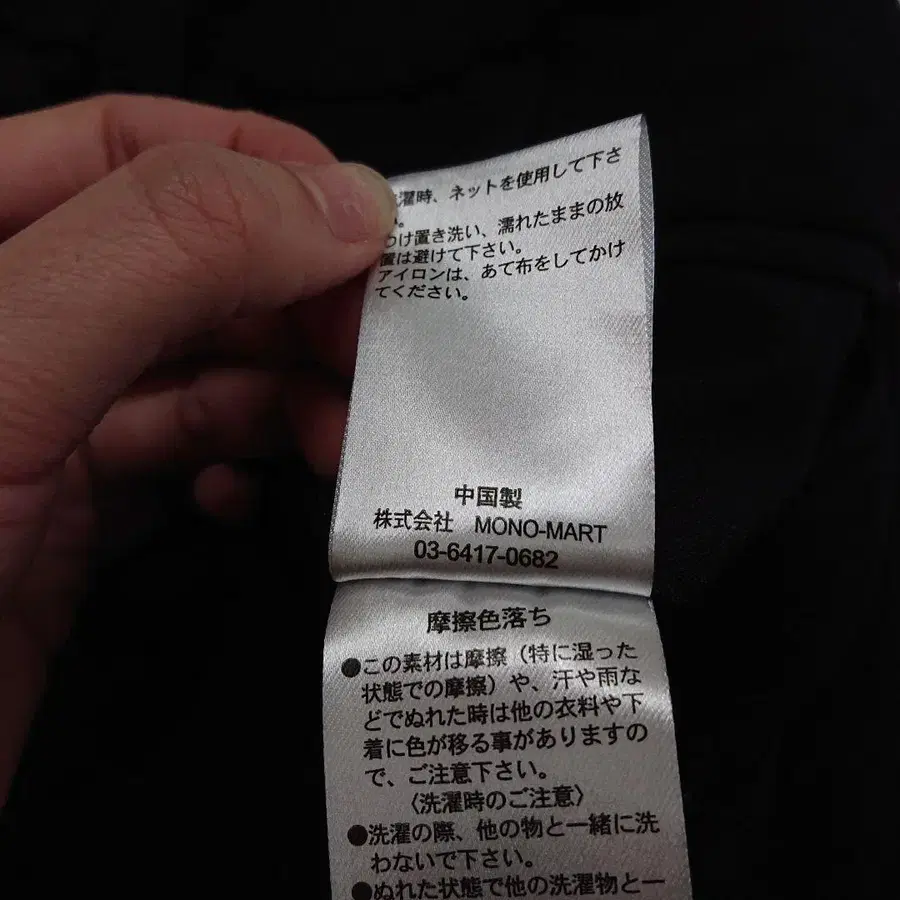 濯時、ネットを使用して下さ
い。
つけ置き洗い、濡れたままの放
置は避けて下さい。
アイロンは、あて布をしてかけ
てください。
中国製
株式会社 MONO-MART
03-6417-0682
摩擦色落ち
●この素材は摩擦（特に湿った
状態での摩擦）や、汗や雨な
どでぬれた時は他の衣料や下
着に色が移る事がありますの
で、ご注意下さい。
〈洗濯時のご注意〉
●洗濯の際、他の物と一緒に洗
わないで下さい。
●ぬれた状態で他の洗濯物と一